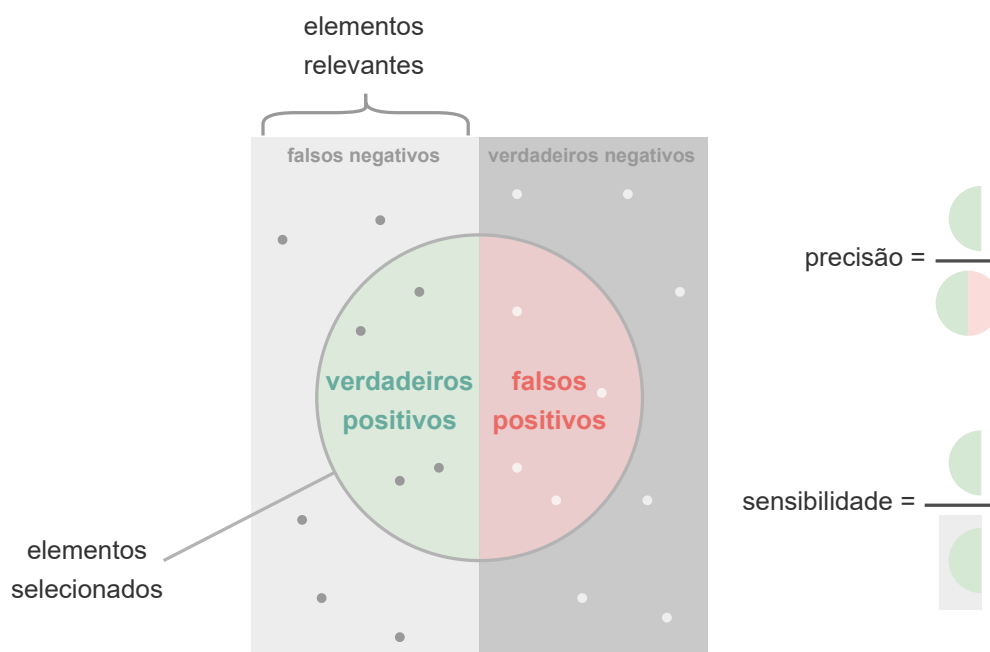 elementos
relevantes
falsos negativos
verdadeiros negativos
precisão =
verdadeiros
positivos
falsos
positivos
sensibilidade =
elementos
selecionados